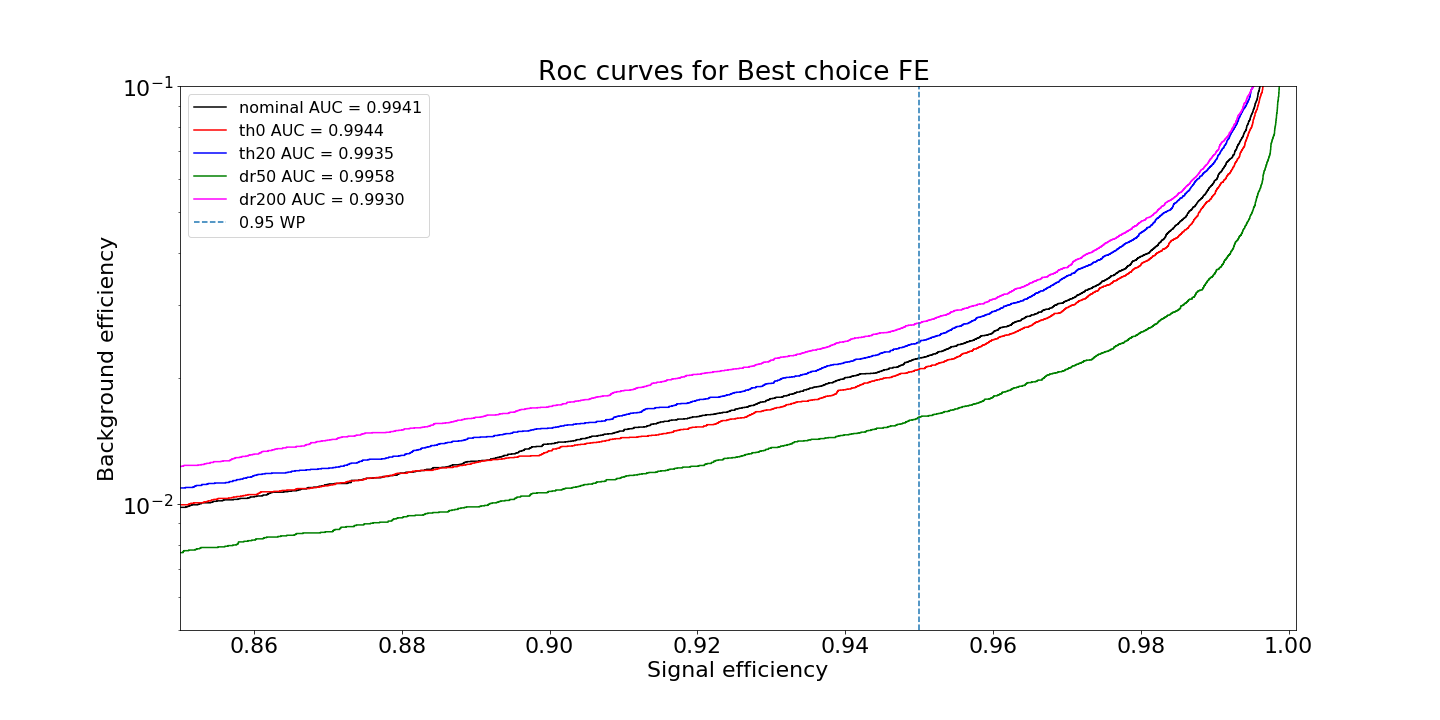 Roc curves for Best choice FE
10⁻¹
nominal AUC = 0.9941
th0 AUC = 0.9944
th20 AUC = 0.9935
dr50 AUC = 0.9958
dr200 AUC = 0.9930
0.95 WP
Background efficiency
10⁻²
0.86 0.88 0.90 0.92 0.94 0.96 0.98 1.00
Signal efficiency